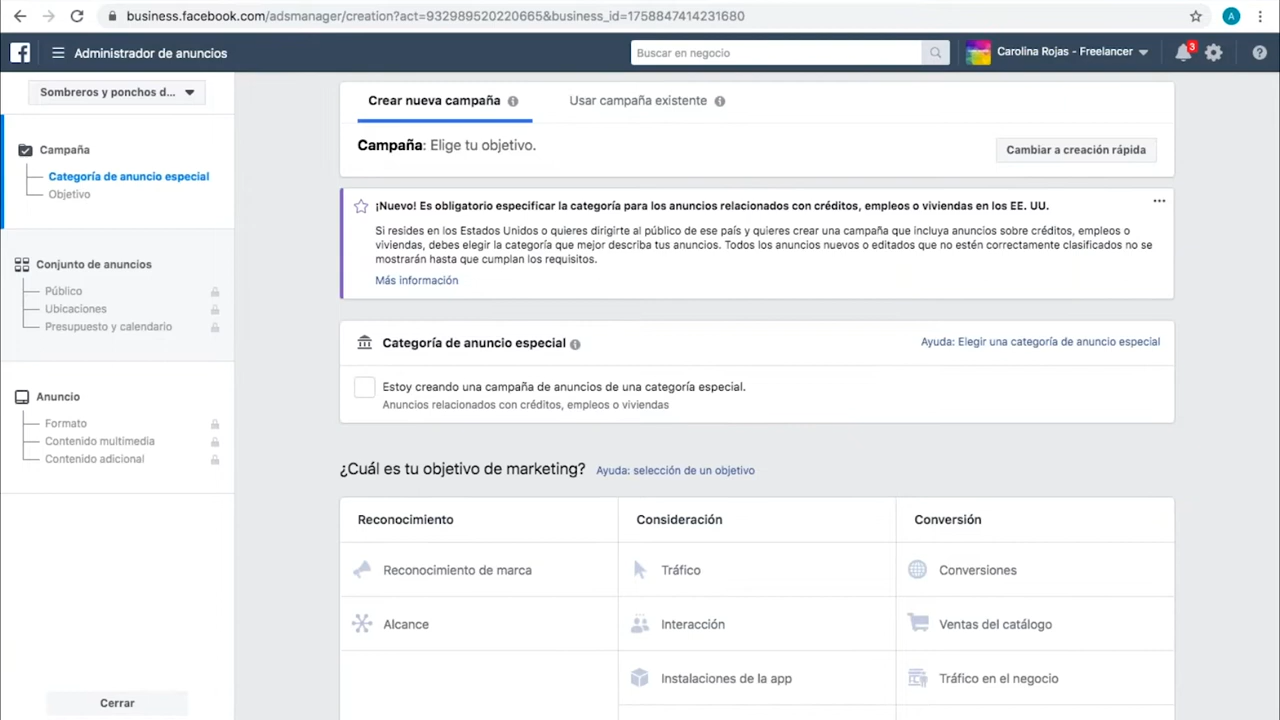 business.facebook.com/adsmanager/creation?act=932989520220665&business_id=1758847414231680
A
Administrador de anuncios
Buscar en negocio
Carolina Rojas - Freelancer
3
Sombreros y ponchos d...
Campaña
Categoría de anuncio especial
Objetivo
Conjunto de anuncios
Público
Ubicaciones
Presupuesto y calendario
Anuncio
Formato
Contenido multimedia
Contenido adicional
Cerrar
Crear nueva campaña
Usar campaña existente
Campaña: Elige tu objetivo.
Cambiar a creación rápida
¡Nuevo! Es obligatorio especificar la categoría para los anuncios relacionados con créditos, empleos o viviendas en los EE. UU.
Si resides en los Estados Unidos o quieres dirigirte al público de ese país y quieres crear una campaña que incluya anuncios sobre créditos, empleos o
viviendas, debes elegir la categoría que mejor describa tus anuncios. Todos los anuncios nuevos o editados que no estén correctamente clasificados no se
mostrarán hasta que cumplan los requisitos.
Más información
Categoría de anuncio especial
Ayuda: Elegir una categoría de anuncio especial
Estoy creando una campaña de anuncios de una categoría especial.
Anuncios relacionados con créditos, empleos o viviendas
¿Cuál es tu objetivo de marketing?
Ayuda: selección de un objetivo
Reconocimiento
Consideración
Conversión
Reconocimiento de marca
Tráfico
Conversiones
Alcance
Interacción
Ventas del catálogo
Instalaciones de la app
Tráfico en el negocio